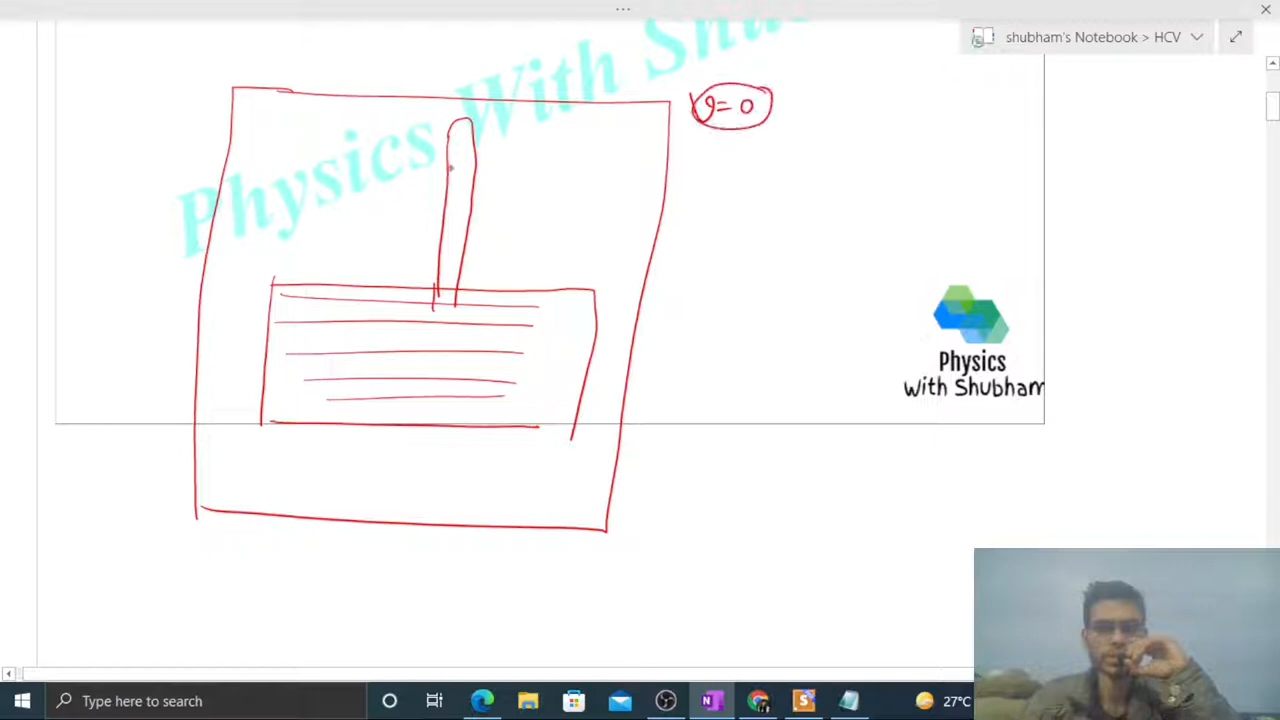 shubham's Notebook > HCV
Physics With Shu
v = 0
Physics
With Shubham
Type here to search
27°C